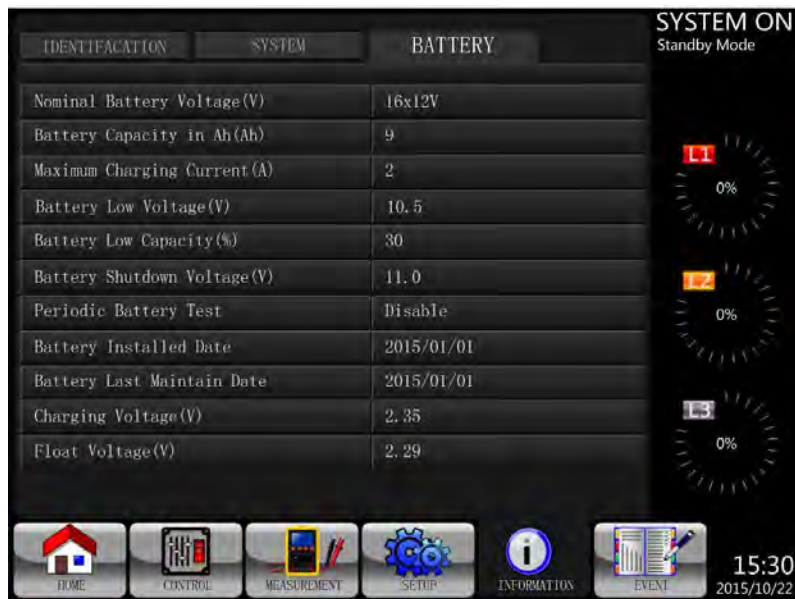 IDENTIFACATION SYSTEM BATTERY
SYSTEM ON
Standby Mode
Nominal Battery Voltage(V) 16x12V
Battery Capacity in Ah(Ah) 9
Maximum Charging Current(A) 2
Battery Low Voltage(V) 10.5
Battery Low Capacity(%) 30
Battery Shutdown Voltage(V) 11.0
Periodic Battery Test Disable
Battery Installed Date 2015/01/01
Battery Last Maintain Date 2015/01/01
Charging Voltage(V) 2.35
Float Voltage(V) 2.29
L1
0%
L2
0%
L3
0%
HOME CONTROL MEASUREMENT SETUP INFORMATION EVENT
15:30
2015/10/22